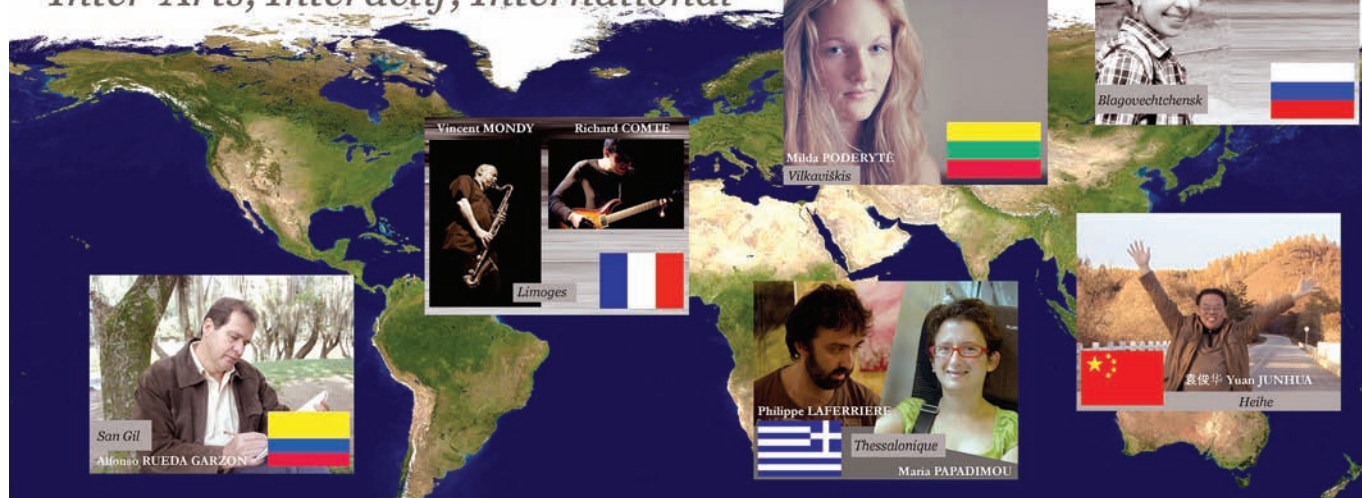 Inter-Arts, Interactif, International
Blagovechtchensk
Vincent MONDY
Richard COMTE
Milda PODERYTĖ
Vilkaviškis
Limoges
袁俊华 Yuan JUNHUA
Heihe
Philippe LAFERRIERE
San Gil
Thessalonique
Alfonso RUEDA GARZON
Maria PAPADIMOU